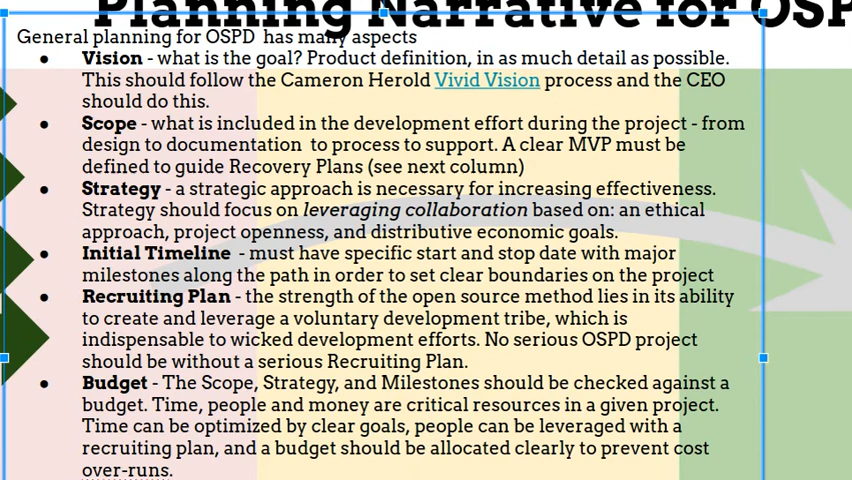 Planning Narrative for OSP
General planning for OSPD has many aspects
● Vision - what is the goal? Product definition, in as much detail as possible.
This should follow the Cameron Herold Vivid Vision process and the CEO
should do this.
● Scope - what is included in the development effort during the project - from
design to documentation to process to support. A clear MVP must be
defined to guide Recovery Plans (see next column)
● Strategy - a strategic approach is necessary for increasing effectiveness.
Strategy should focus on leveraging collaboration based on: an ethical
approach, project openness, and distributive economic goals.
● Initial Timeline - must have specific start and stop date with major
milestones along the path in order to set clear boundaries on the project
● Recruiting Plan - the strength of the open source method lies in its ability
to create and leverage a voluntary development tribe, which is
indispensable to wicked development efforts. No serious OSPD project
should be without a serious Recruiting Plan.
● Budget - The Scope, Strategy, and Milestones should be checked against a
budget. Time, people and money are critical resources in a given project.
Time can be optimized by clear goals, people can be leveraged with a
recruiting plan, and a budget should be allocated clearly to prevent cost
over-runs.